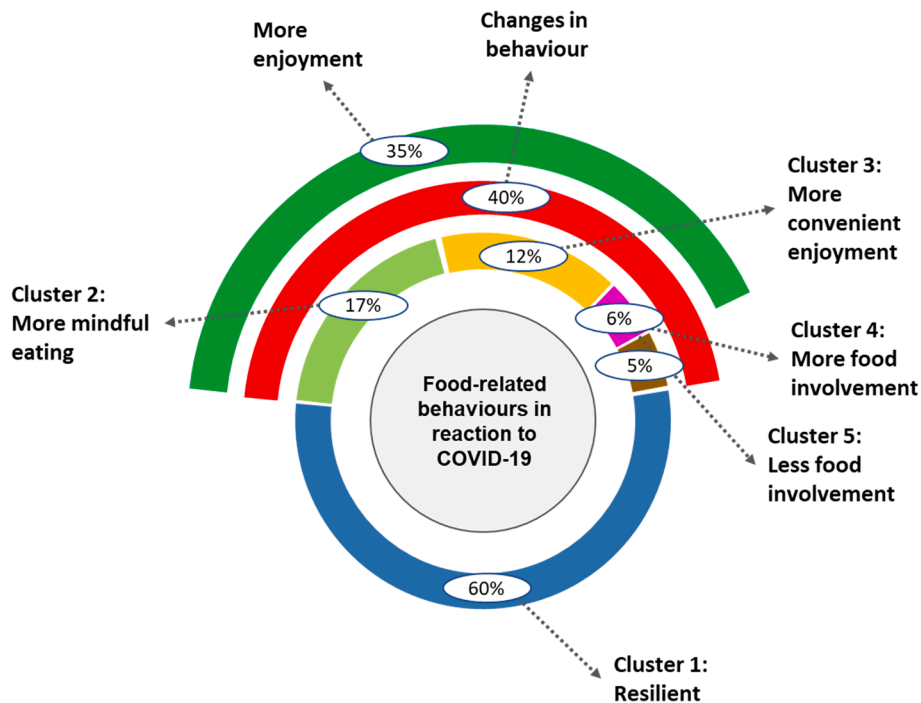 More
enjoyment
Changes in
behaviour
35%
40%
Cluster 3:
More
convenient
enjoyment
12%
Cluster 2:
More mindful
eating
17%
6%
Cluster 4:
More food
involvement
5%
Food-related
behaviours in
reaction to
COVID-19
Cluster 5:
Less food
involvement
60%
Cluster 1:
Resilient